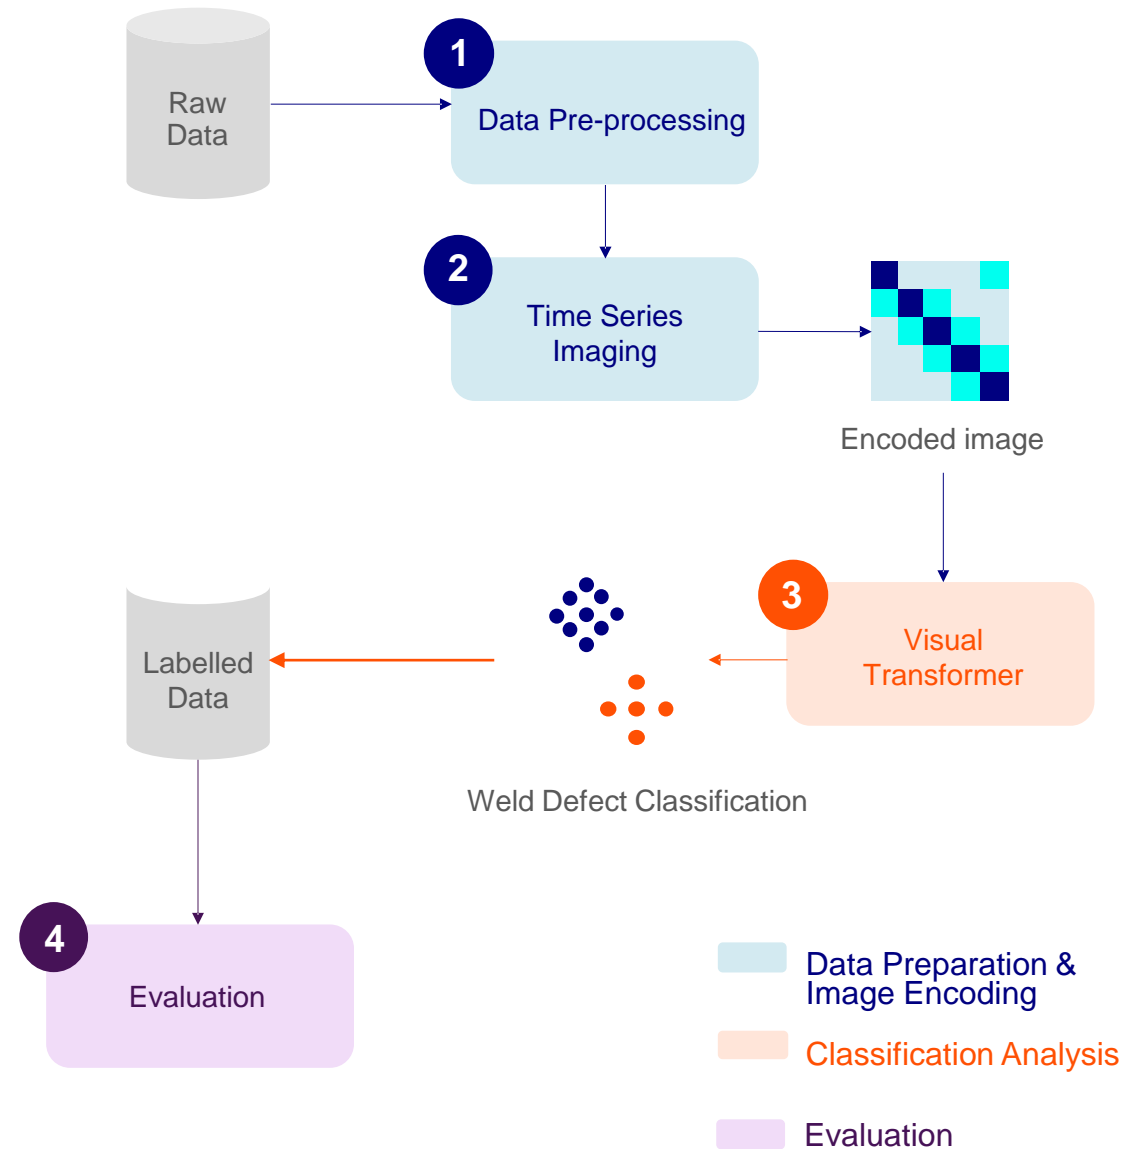 Raw
Data
1
Data Pre-processing
2
Time Series
Imaging
Encoded image
3
Visual
Transformer
Labelled
Data
Weld Defect Classification
4
Evaluation
Data Preparation &
Image Encoding
Classification Analysis
Evaluation